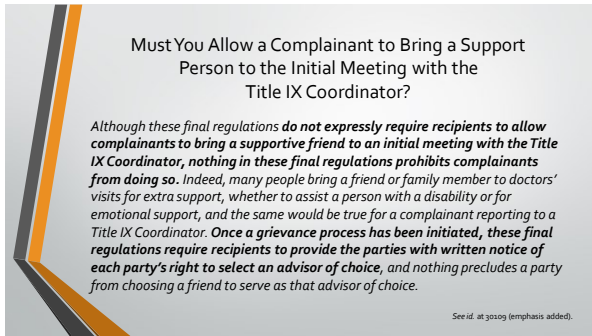 Must You Allow a Complainant to Bring a Support
Person to the Initial Meeting with the
Title IX Coordinator?
Although these final regulations do not expressly require recipients to allow
complainants to bring a supportive friend to an initial meeting with the Title
IX Coordinator, nothing in these final regulations prohibits complainants
from doing so. Indeed, many people bring a friend or family member to doctors’
visits for extra support, whether to assist a person with a disability or for
emotional support, and the same would be true for a complainant reporting to a
Title IX Coordinator. Once a grievance process has been initiated, these final
regulations require recipients to provide the parties with written notice of
each party’s right to select an advisor of choice, and nothing precludes a party
from choosing a friend to serve as that advisor of choice.
See id. at 30109 (emphasis added).